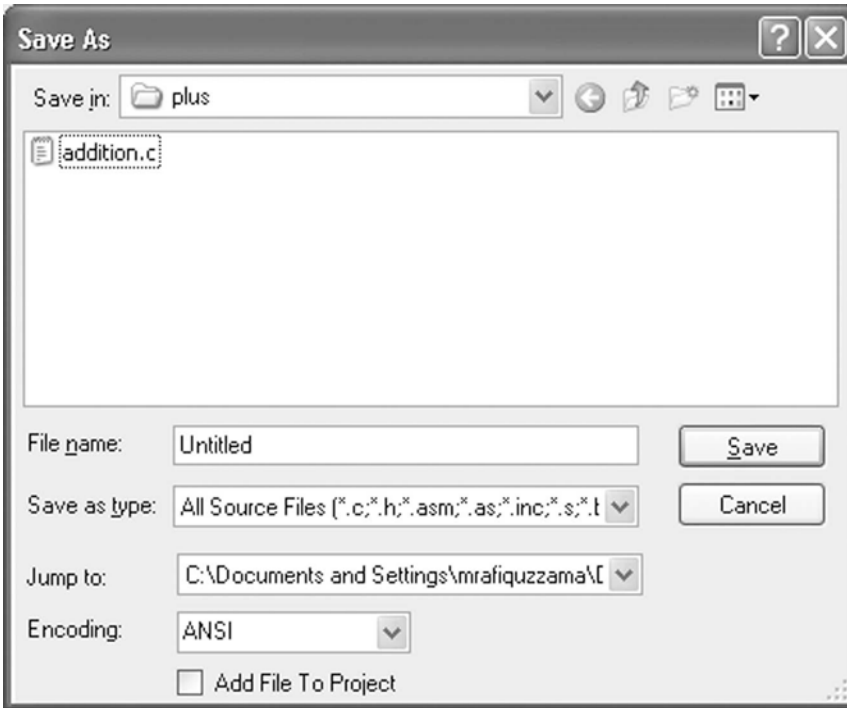 Save As
Save in: plus
addition.c
File name: Untitled
Save
Save as type: All Source Files (*.c;*.h;*.asm;*.as;*.inc;*.s;*.t
Cancel
Jump to: C:\Documents and Settings\mrafiquzzama\D
Encoding: ANSI
Add File To Project